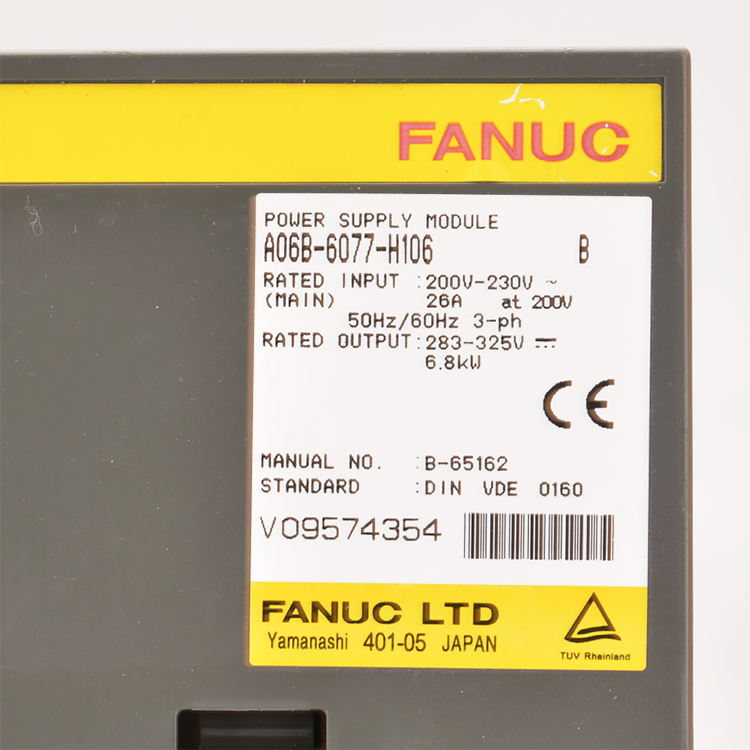 FANUC
POWER SUPPLY MODULE
A06B-6077-H106 B
RATED INPUT :200V-230V ~
(MAIN) 26A at 200V
50Hz/60Hz 3-ph
RATED OUTPUT:283-325V ⎓
6.8kW
CE
MANUAL NO. :B-65162
STANDARD :DIN VDE 0160
V09574354
FANUC LTD
Yamanashi 401-05 JAPAN
TUV Rheinland